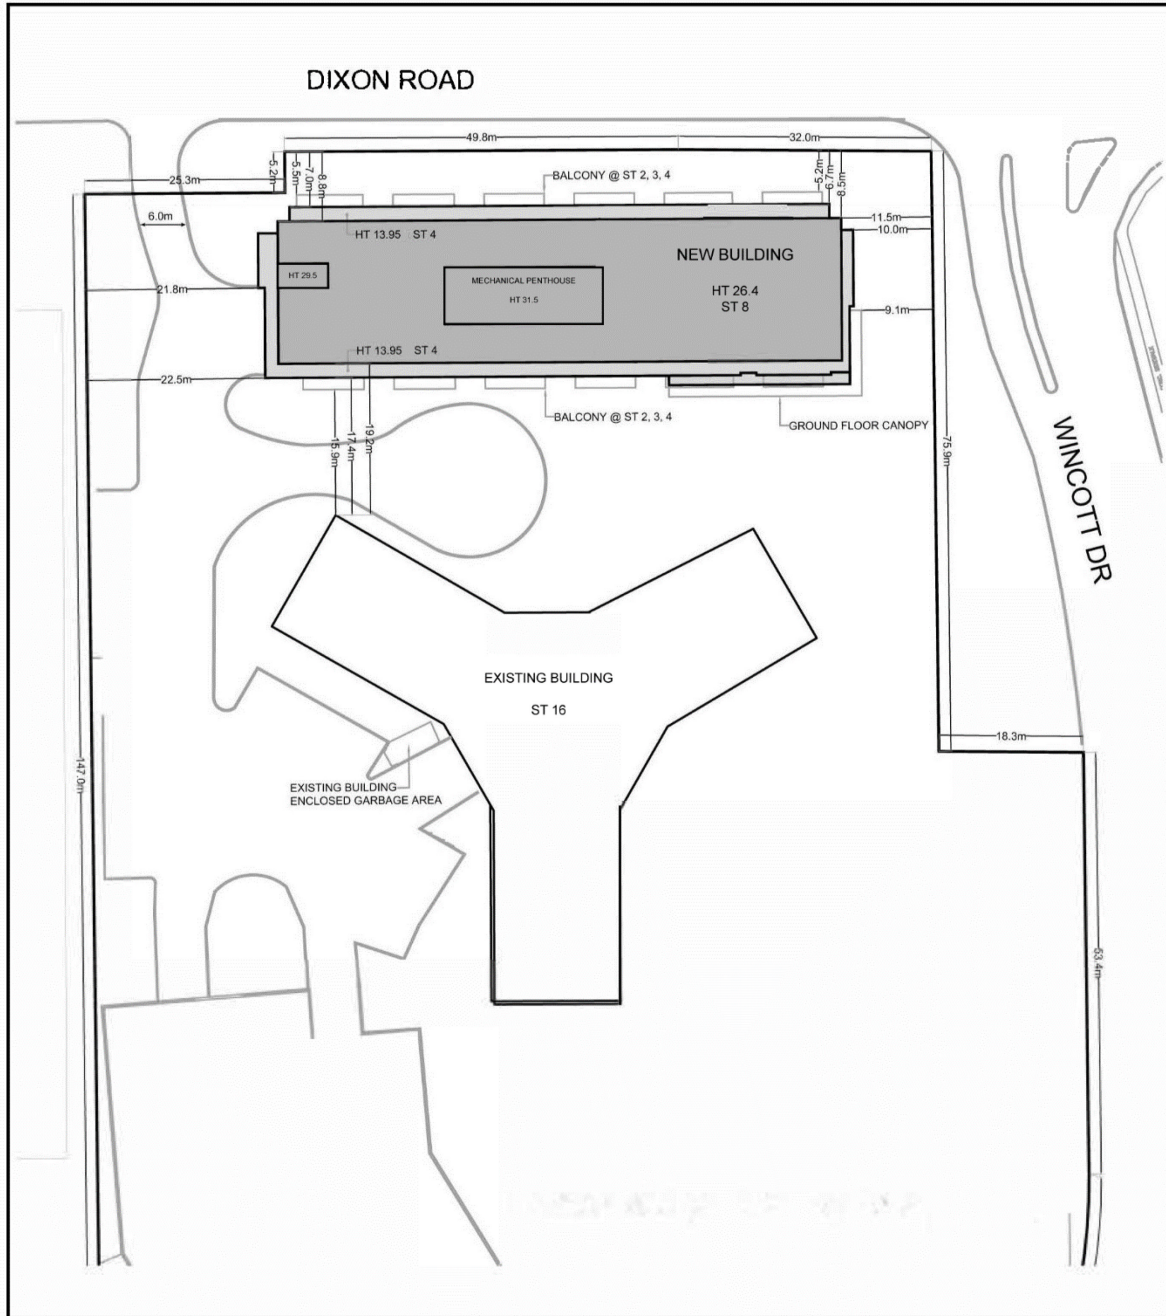 DIXON ROAD
49.8m
32.0m
5.2m
5.5m
7.0m
8.8m
5.2m
6.7m
8.5m
25.3m
BALCONY @ ST 2, 3, 4
6.0m
11.5m
10.0m
HT 13.95 ST 4
NEW BUILDING
HT 29.5
MECHANICAL PENTHOUSE
HT 31.5
HT 26.4
ST 8
21.8m
9.1m
HT 13.95 ST 4
22.5m
BALCONY @ ST 2, 3, 4
GROUND FLOOR CANOPY
15.9m
17.4m
19.2m
75.9m
WINCOTT DR
EXISTING BUILDING
ST 16
18.3m
147.0m
EXISTING BUILDING
ENCLOSED GARBAGE AREA
53.4m